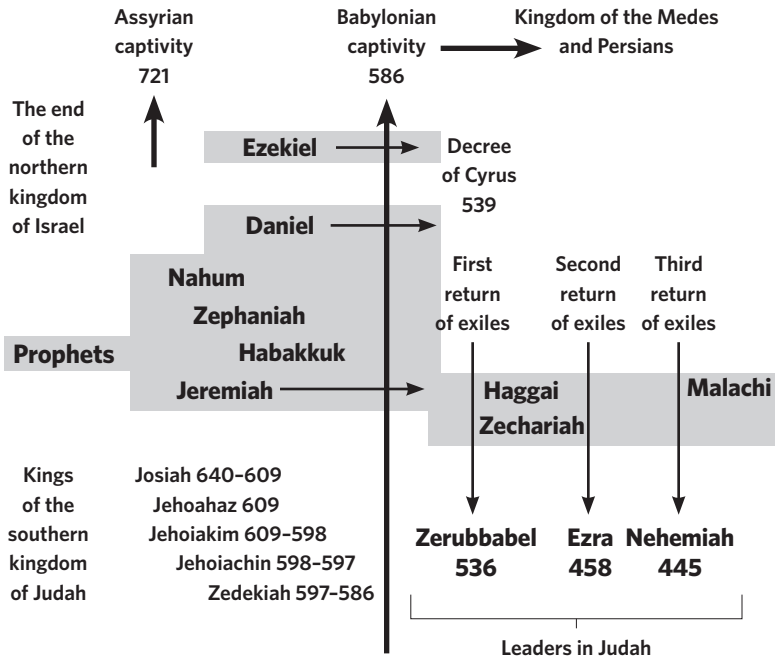 Assyrian
captivity
721
Babylonian
captivity
586
Kingdom of the Medes
and Persians
The end
of the
northern
kingdom
of Israel
Ezekiel
Decree
of Cyrus
539
Daniel
First
return
of exiles
Second
return
of exiles
Third
return
of exiles
Nahum
Zephaniah
Habakkuk
Jeremiah
Prophets
Haggai
Zechariah
Malachi
Kings
of the
southern
kingdom
of Judah
Josiah 640–609
Jehoahaz 609
Jehoiakim 609–598
Jehoiachin 598–597
Zedekiah 597–586
Zerubbabel
536
Ezra
458
Nehemiah
445
Leaders in Judah